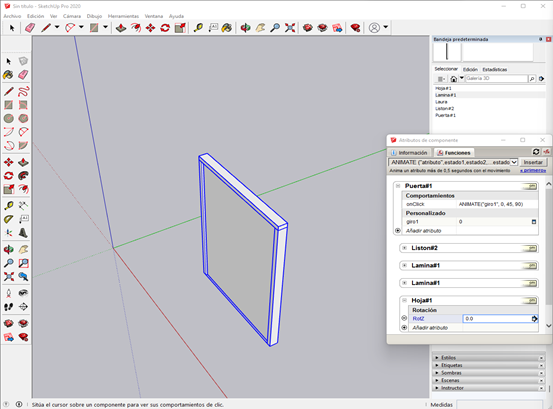 Sin título - SketchUp Pro 2020
Archivo Edición Ver Cámara Dibujo Herramientas Ventana Ayuda
Bandeja predeterminada
Seleccionar Edición Estadísticas
Galería 3D
Hoja#1
Lamina#1
Laura
Liston#2
Puerta#1
Atributos de componente
Información Funciones
ANIMATE ("atributo",estado1,estado2,...estado
Insertar
Anima un atributo más de 0,5 segundos con el movimiento
« primeros»
Puerta#1
Comportamientos
onClick ANIMATE("giro1", 0, 45, 90)
Personalizado
giro1 0
Añadir atributo
Liston#2
Lamina#1
Lamina#1
Hoja#1
Rotación
RotZ 0.0
Añadir atributo
Estilos
Etiquetas
Sombras
Escenas
Instructor
Sitúa el cursor sobre un componente para ver sus comportamientos de clic.
Medidas